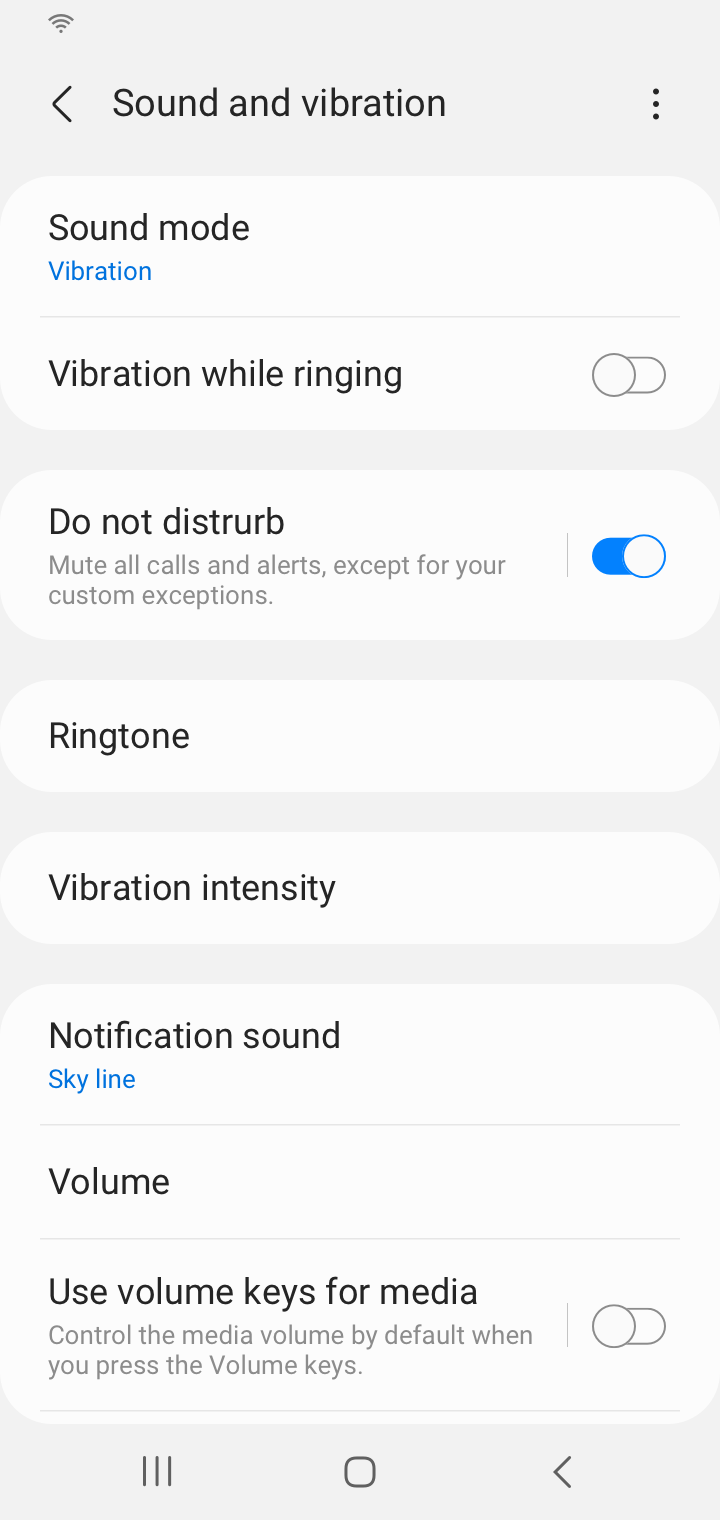 Sound and vibration
Sound mode
Vibration
Vibration while ringing
Do not distrurb
Mute all calls and alerts, except for your
custom exceptions.
Ringtone
Vibration intensity
Notification sound
Sky line
Volume
Use volume keys for media
Control the media volume by default when
you press the Volume keys.